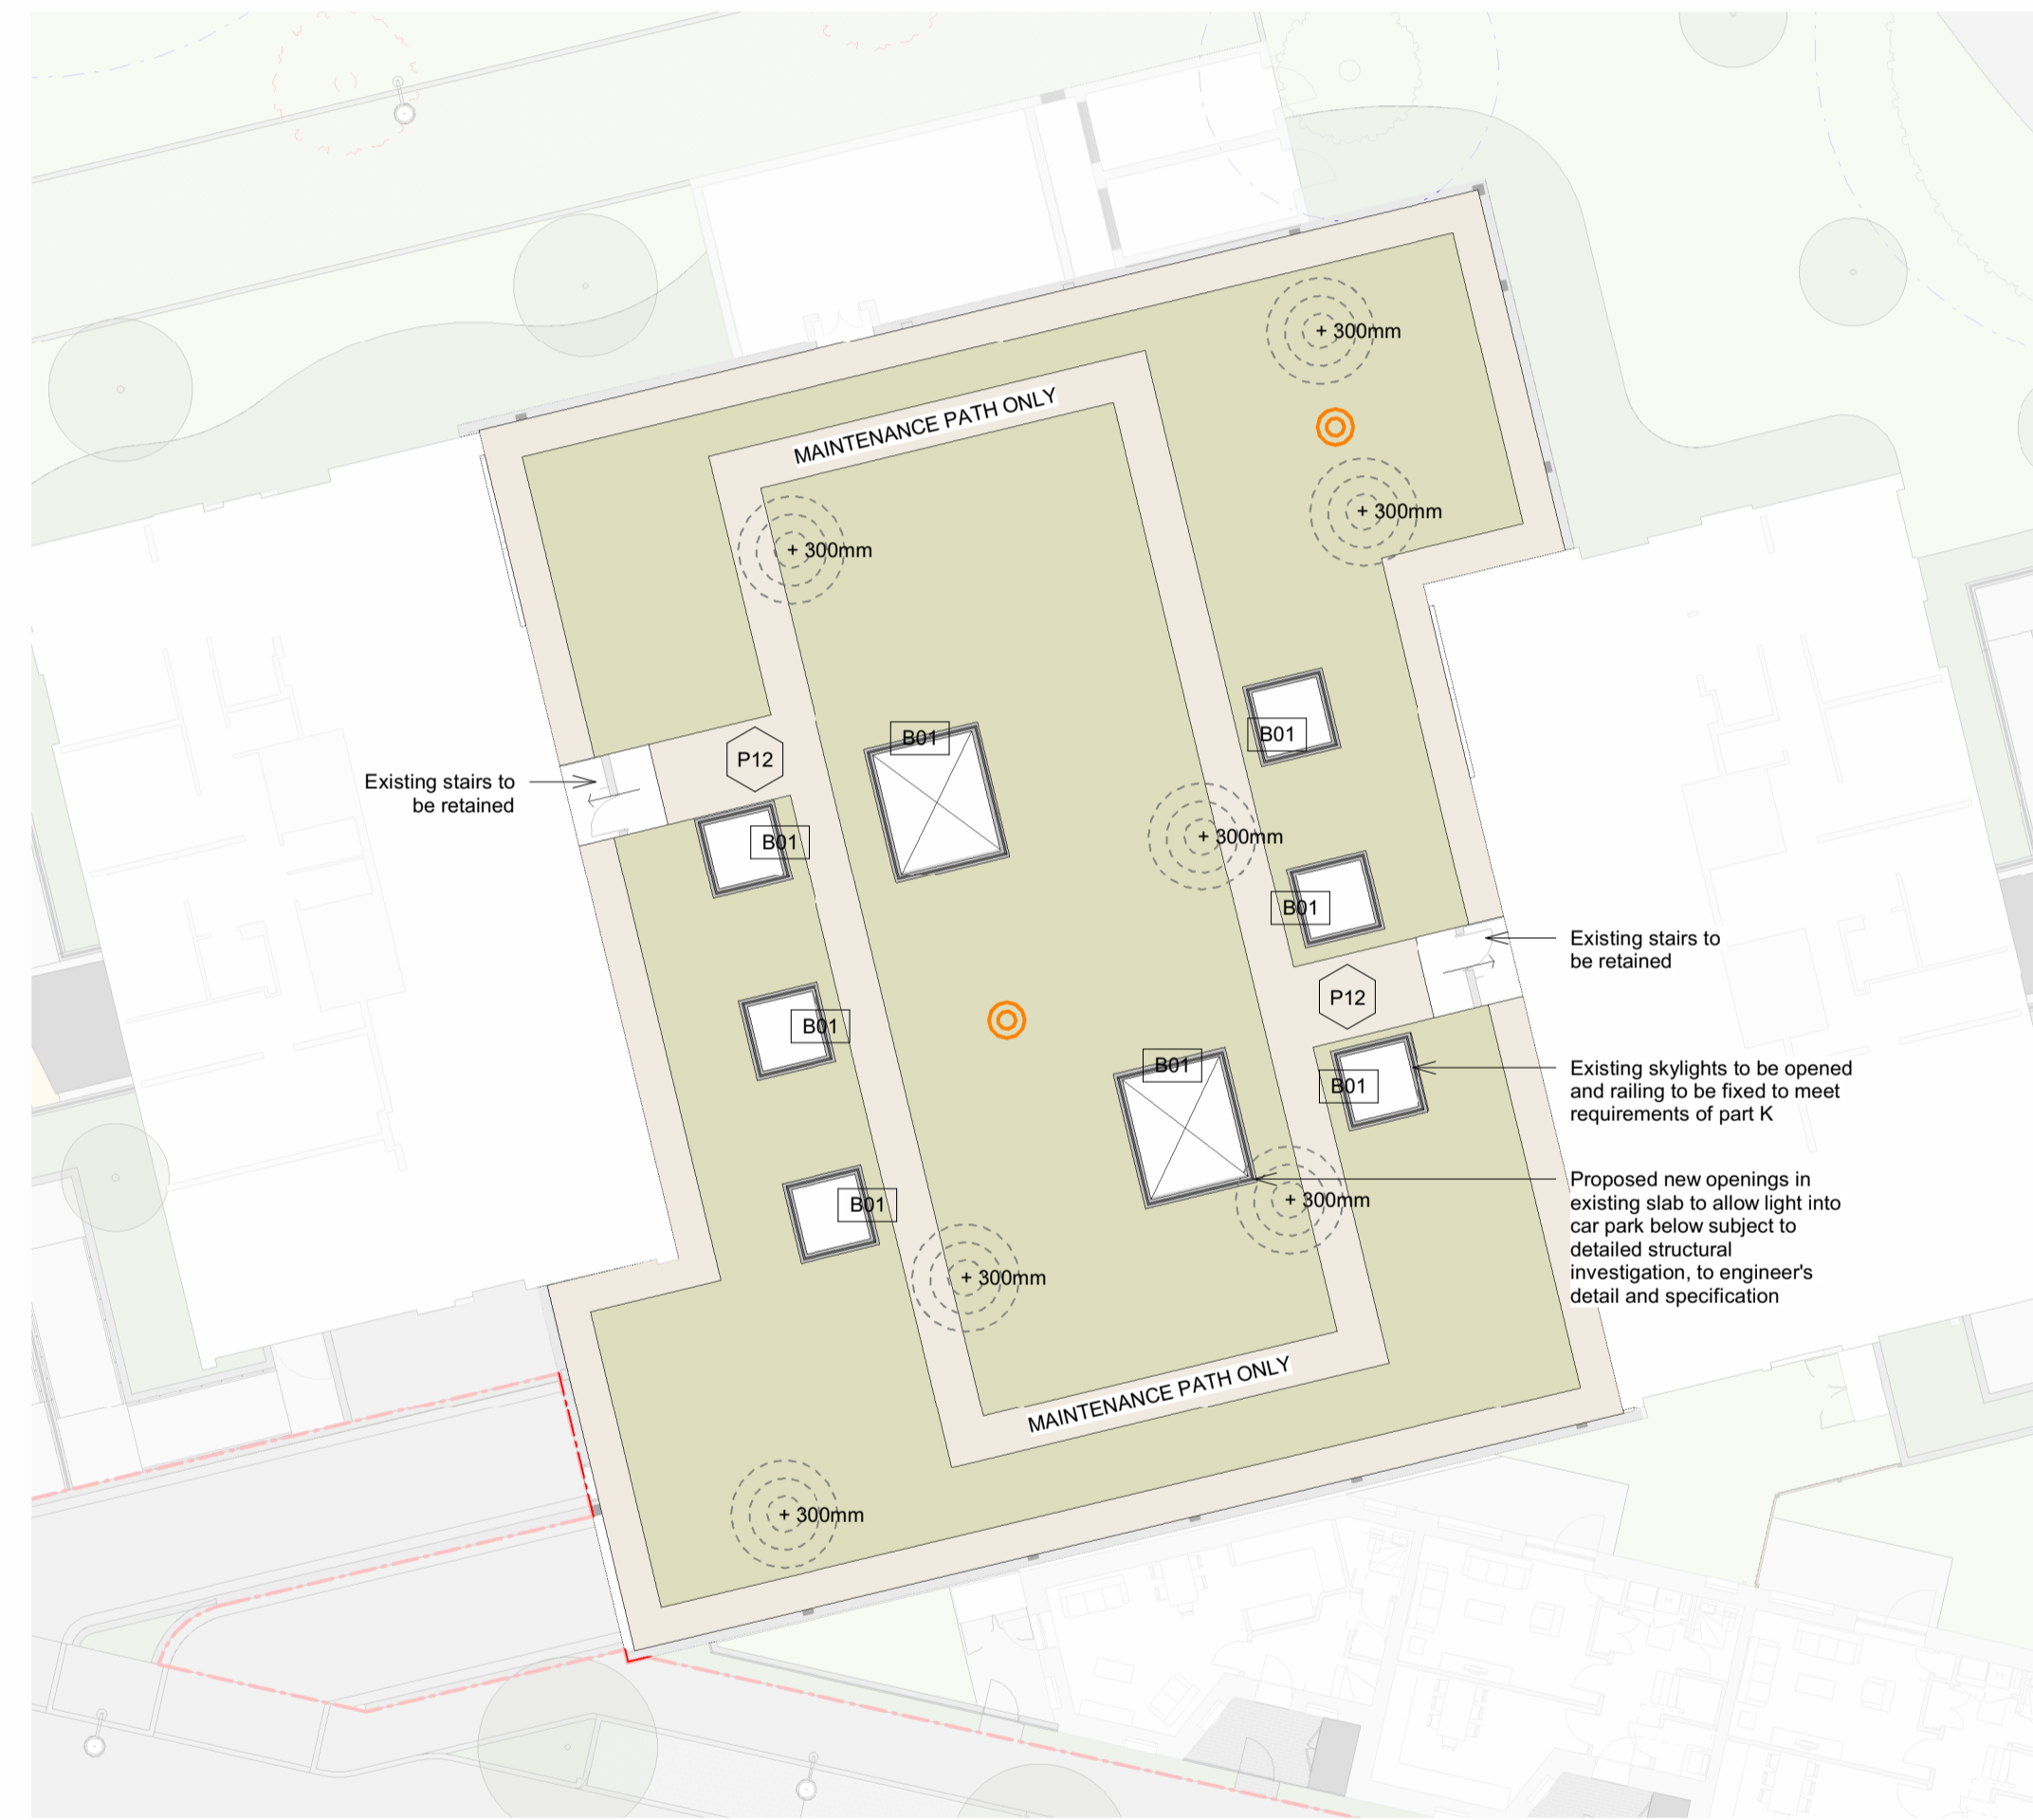 + 300mm
MAINTENANCE PATH ONLY
+ 300mm
+ 300mm
B01
B01
P12
Existing stairs to
be retained
B01
+ 300mm
B01
Existing stairs to
be retained
P12
B01
B01
B01
Existing skylights to be opened
and railing to be fixed to meet
requirements of part K
Proposed new openings in
existing slab to allow light into
car park below subject to
detailed structural
investigation, to engineer's
detail and specification
B01
+ 300mm
+ 300mm
MAINTENANCE PATH ONLY
+ 300mm